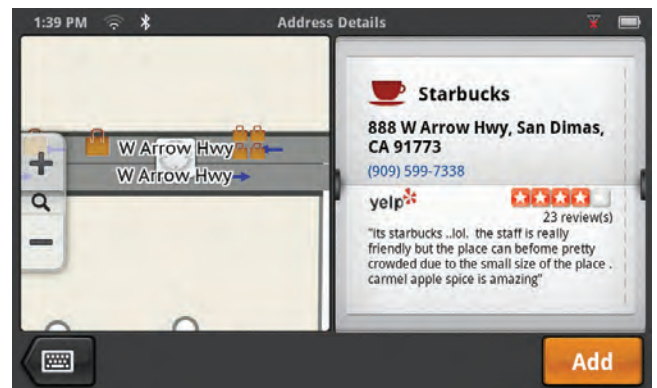 1:39 PM
Address Details
W Arrow Hwy
W Arrow Hwy
Starbucks
888 W Arrow Hwy, San Dimas,
CA 91773
(909) 599-7338
yelp
23 review(s)
"its starbucks ..lol. the staff is really
friendly but the place can befome pretty
crowded due to the small size of the place .
carmel apple spice is amazing"
Add